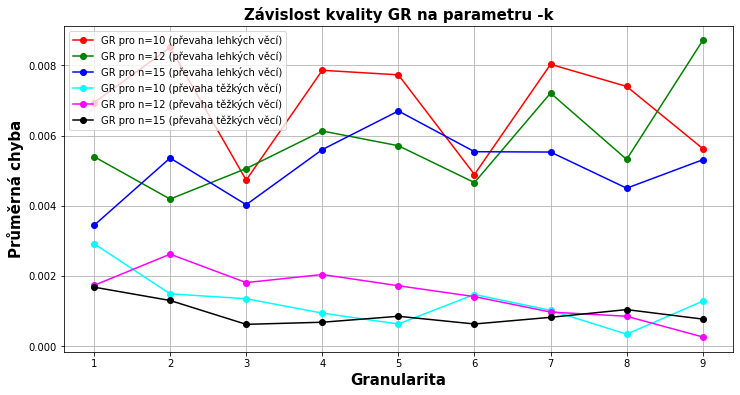 Závislost kvality GR na parametru -k
GR pro n=10 (převaha lehkých věcí)
GR pro n=12 (převaha lehkých věcí)
GR pro n=15 (převaha lehkých věcí)
GR pro n=10 (převaha těžkých věcí)
GR pro n=12 (převaha těžkých věcí)
GR pro n=15 (převaha těžkých věcí)
Průměrná chyba
0.008
0.006
0.004
0.002
0.000
1 2 3 4 5 6 7 8 9
Granularita